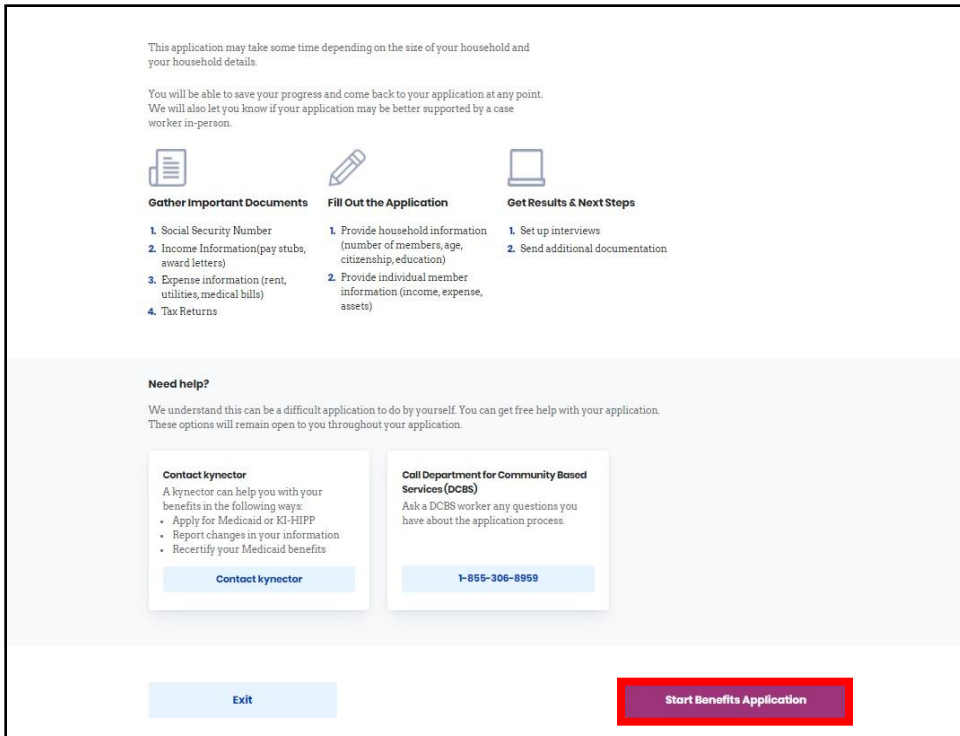 This application may take some time depending on the size of your household and
your household details.
You will be able to save your progress and come back to your application at any point.
We will also let you know if your application may be better supported by a case
worker in-person.
Gather Important Documents
1. Social Security Number
2. Income Information(pay stubs,
award letters)
3. Expense information (rent,
utilities, medical bills)
4. Tax Returns
Fill Out the Application
1. Provide household information
(number of members, age,
citizenship, education)
2. Provide individual member
information (income, expense,
assets)
Get Results & Next Steps
1. Set up interviews
2. Send additional documentation
Need help?
We understand this can be a difficult application to do by yourself. You can get free help with your application.
These options will remain open to you throughout your application.
Contact kynector
A kynector can help you with your
benefits in the following ways:
• Apply for Medicaid or KI-HIPP
• Report changes in your information
• Recertify your Medicaid benefits
Contact kynector
Call Department for Community Based
Services (DCBS)
Ask a DCBS worker any questions you
have about the application process.
1-855-306-8959
Exit
Start Benefits Application